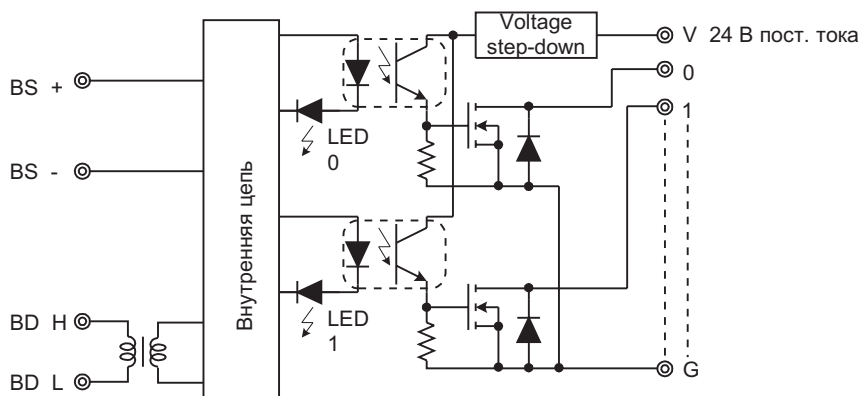 Voltage
step-down
V 24 В пост. тока
0
1
BS +
LED
0
BS -
Внутренняя цепь
BD H
LED
1
BD L
G